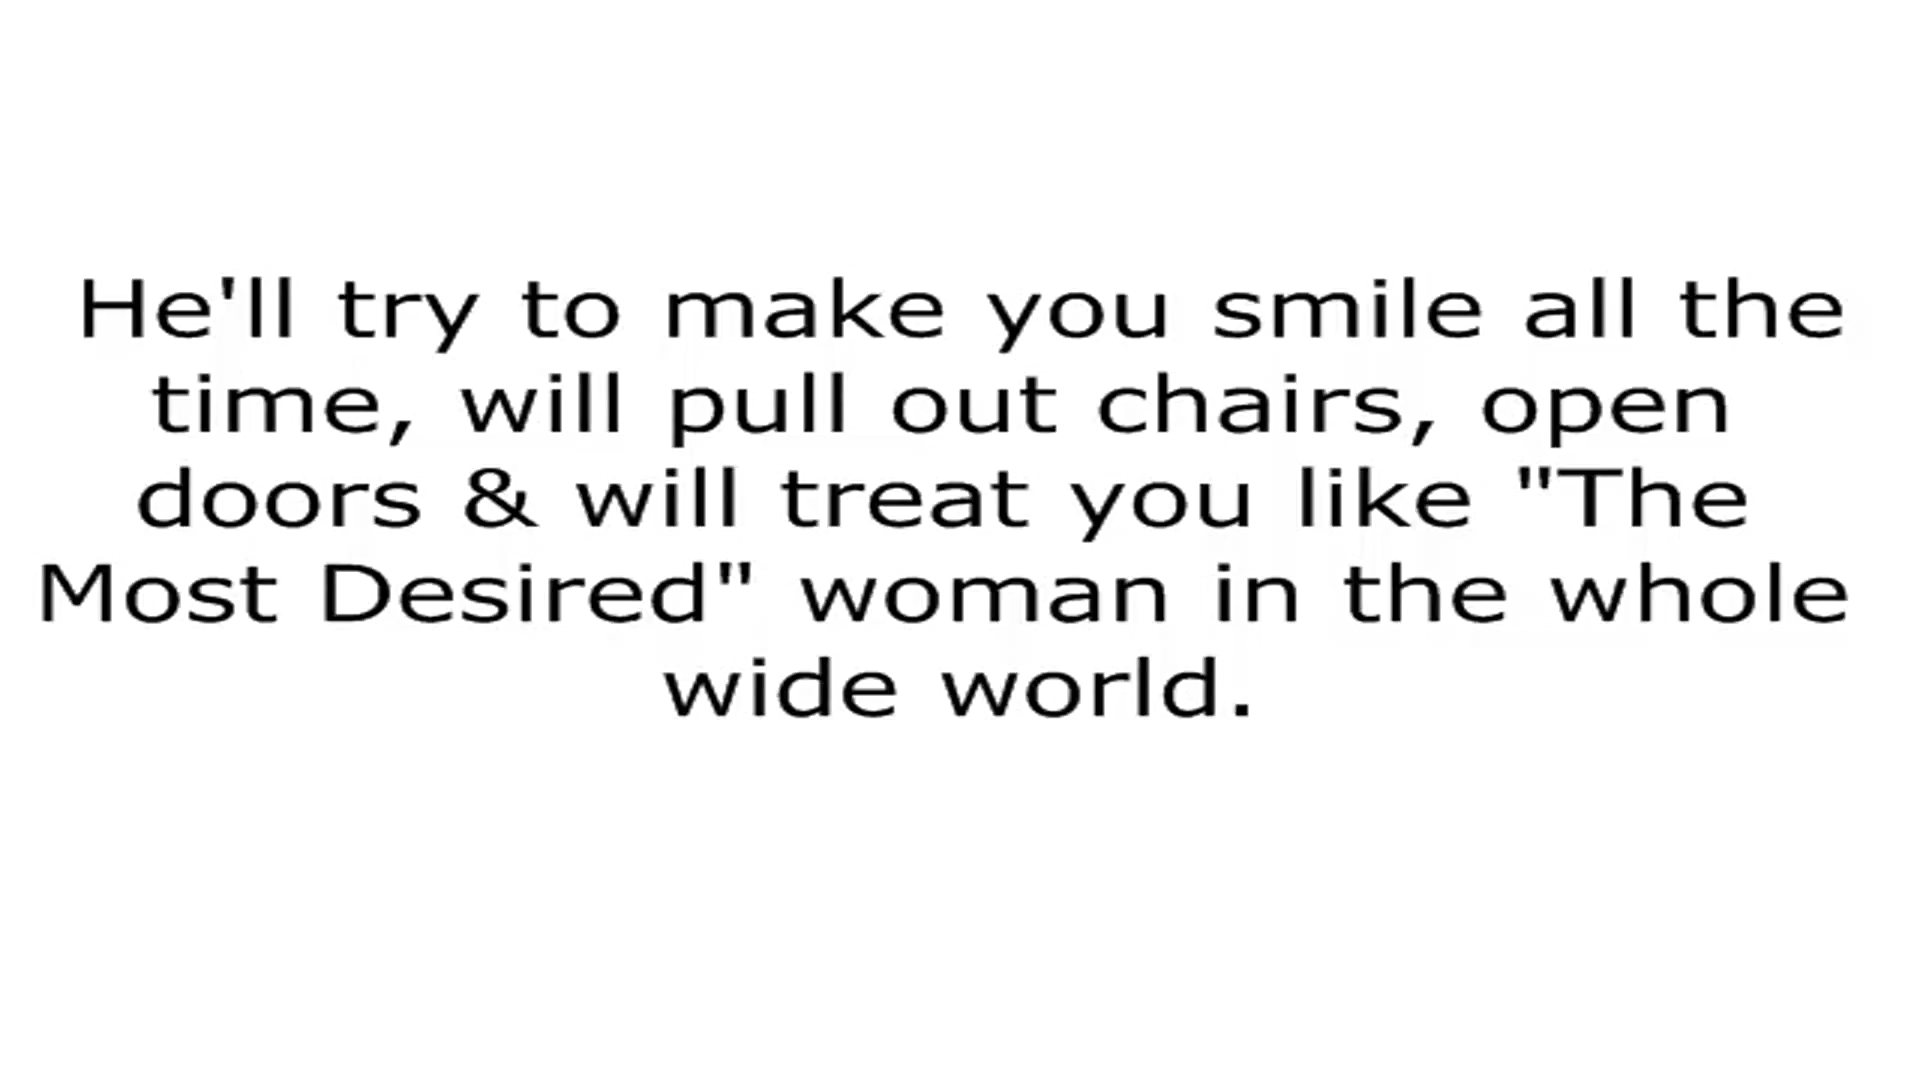 He'll try to make you smile all the
time, will pull out chairs, open
doors & will treat you like "The
Most Desired" woman in the whole
wide world.